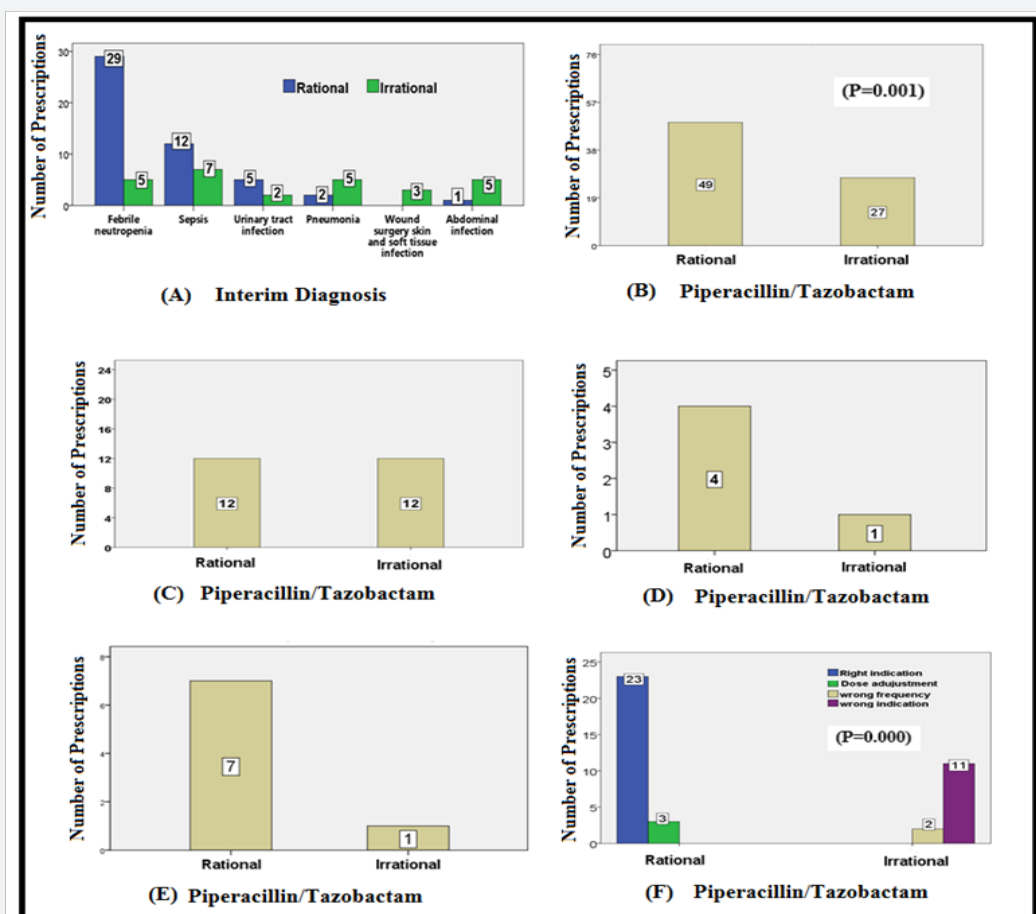 Number of Prescriptions
30
20
10
0
29
5
12
7
5
2
2
5
3
1
5
Rational
Irrational
Febrile
neutropenia
Sepsis
Urinary tract
infection
Pneumonia
Wound
surgery skin
and soft tissue
infection
Abdominal
infection
(A) Interim Diagnosis
Number of Prescriptions
76
57
38
19
0
(P=0.001)
49
27
Rational
Irrational
(B) Piperacillin/Tazobactam
Number of Prescriptions
24
20
16
12
8
4
0
12
12
Rational
Irrational
(C) Piperacillin/Tazobactam
Number of Prescriptions
5
4
3
2
1
0
4
1
Rational
Irrational
(D) Piperacillin/Tazobactam
Number of Prescriptions
8
6
4
2
0
7
1
Rational
Irrational
(E) Piperacillin/Tazobactam
Number of Prescriptions
25
20
15
10
5
0
Right indication
Dose adujustment
wrong frequency
wrong indication
(P=0.000)
23
3
2
11
Rational
Irrational
(F) Piperacillin/Tazobactam